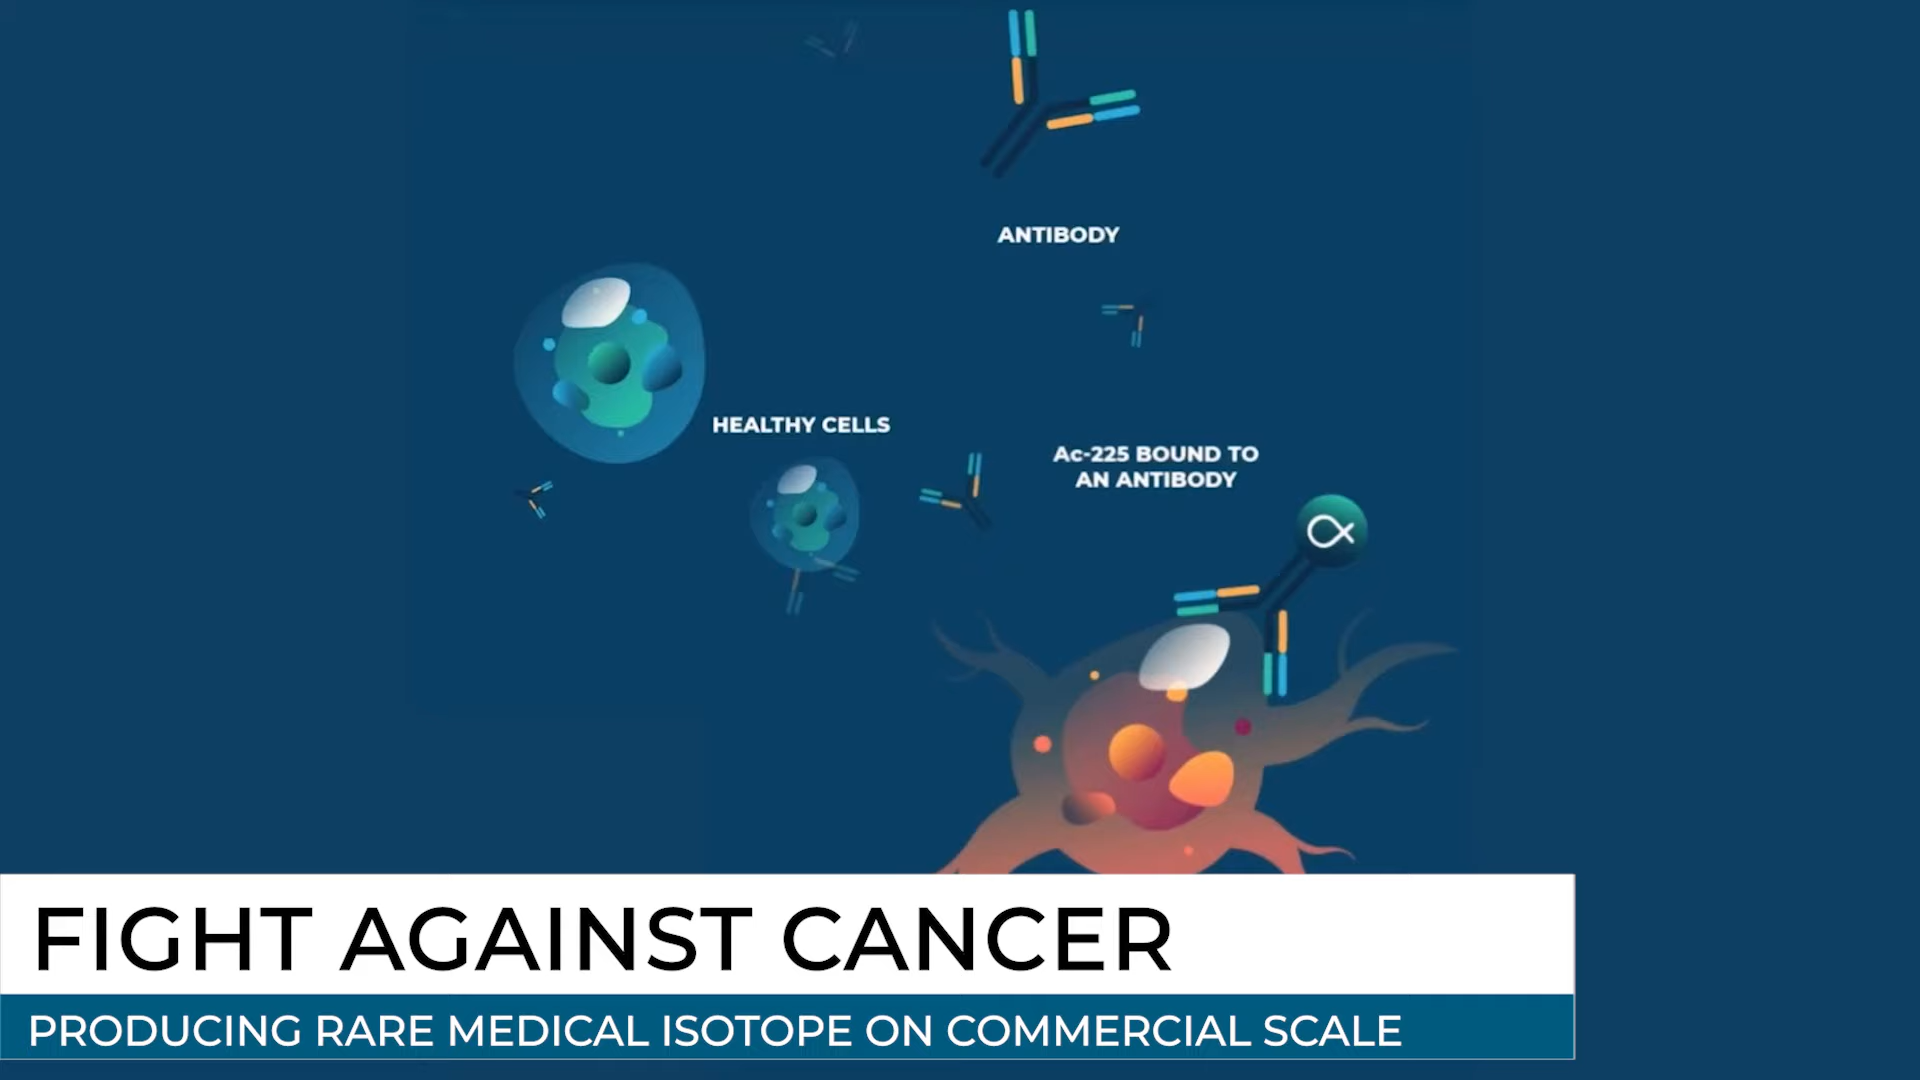 ANTIBODY
HEALTHY CELLS
Ac-225 BOUND TO
AN ANTIBODY
α
FIGHT AGAINST CANCER
PRODUCING RARE MEDICAL ISOTOPE ON COMMERCIAL SCALE